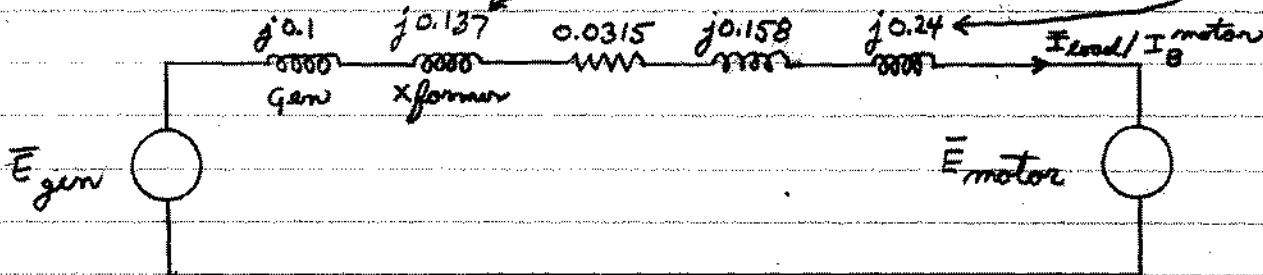 j0.1 j0.137 0.0315 j0.158 j0.24 I load / I B motor
Gen Xformer
E gen E motor